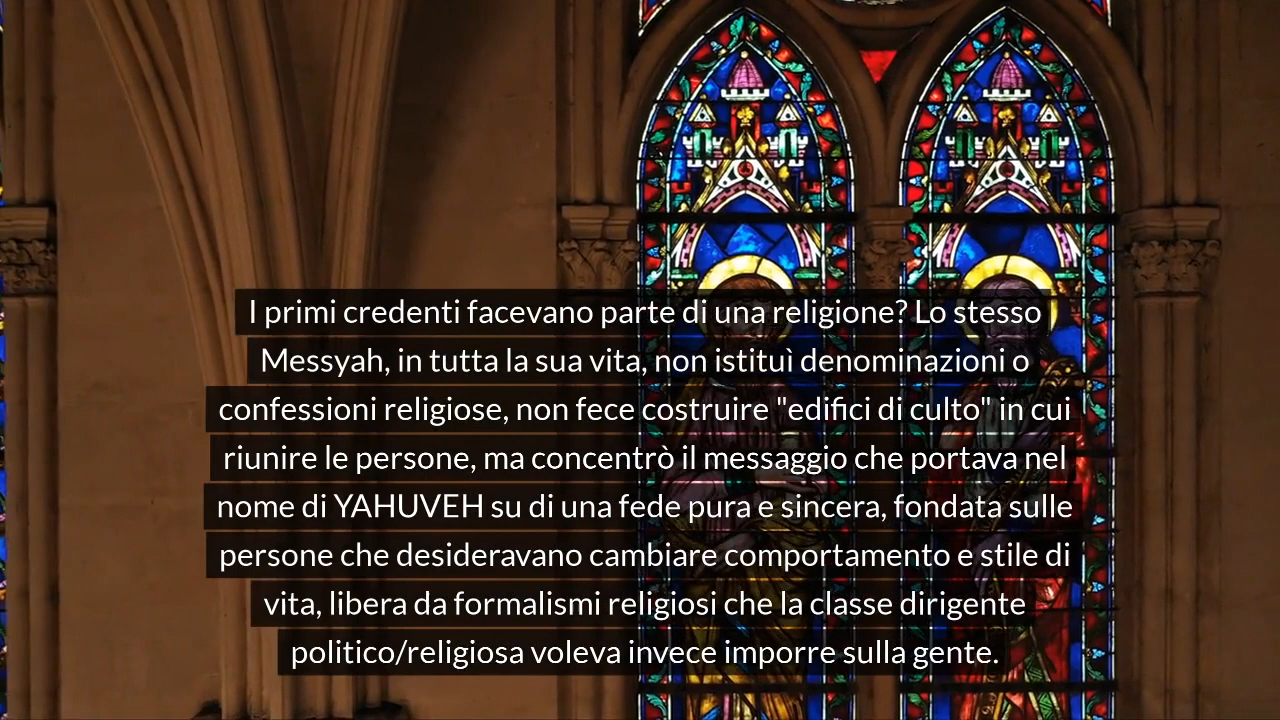 I primi credenti facevano parte di una religione? Lo stesso
Messyah, in tutta la sua vita, non istituì denominazioni o
confessioni religiose, non fece costruire "edifici di culto" in cui
riunire le persone, ma concentrò il messaggio che portava nel
nome di YAHUVEH su di una fede pura e sincera, fondata sulle
persone che desideravano cambiare comportamento e stile di
vita, libera da formalismi religiosi che la classe dirigente
politico/religiosa voleva invece imporre sulla gente.